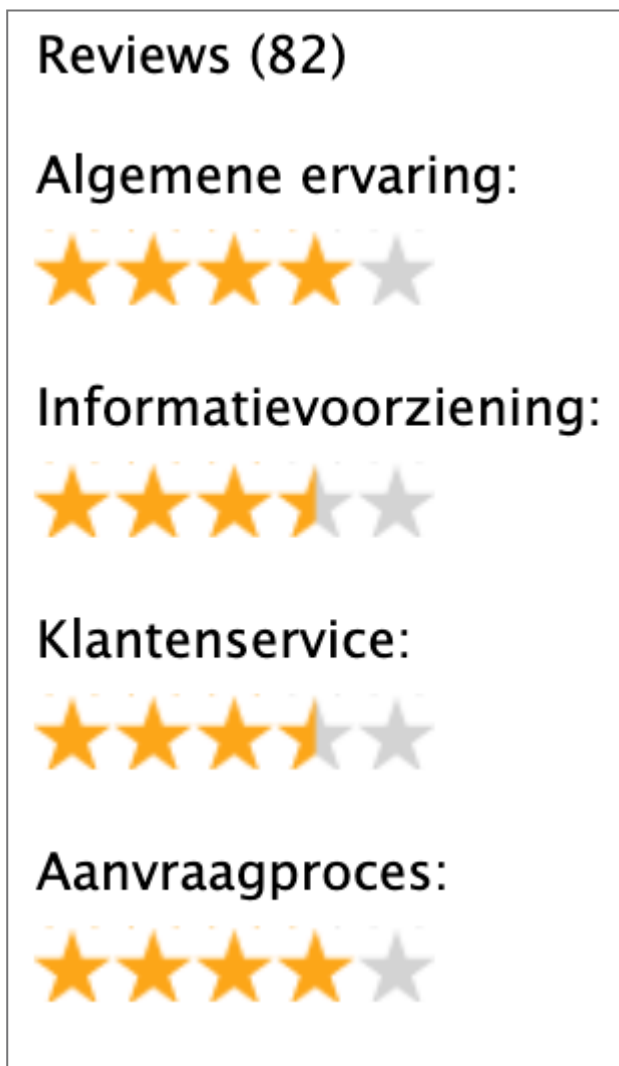 Reviews (82)
Algemene ervaring:
Informatievoorziening:
Klantenservice:
Aanvraagproces: